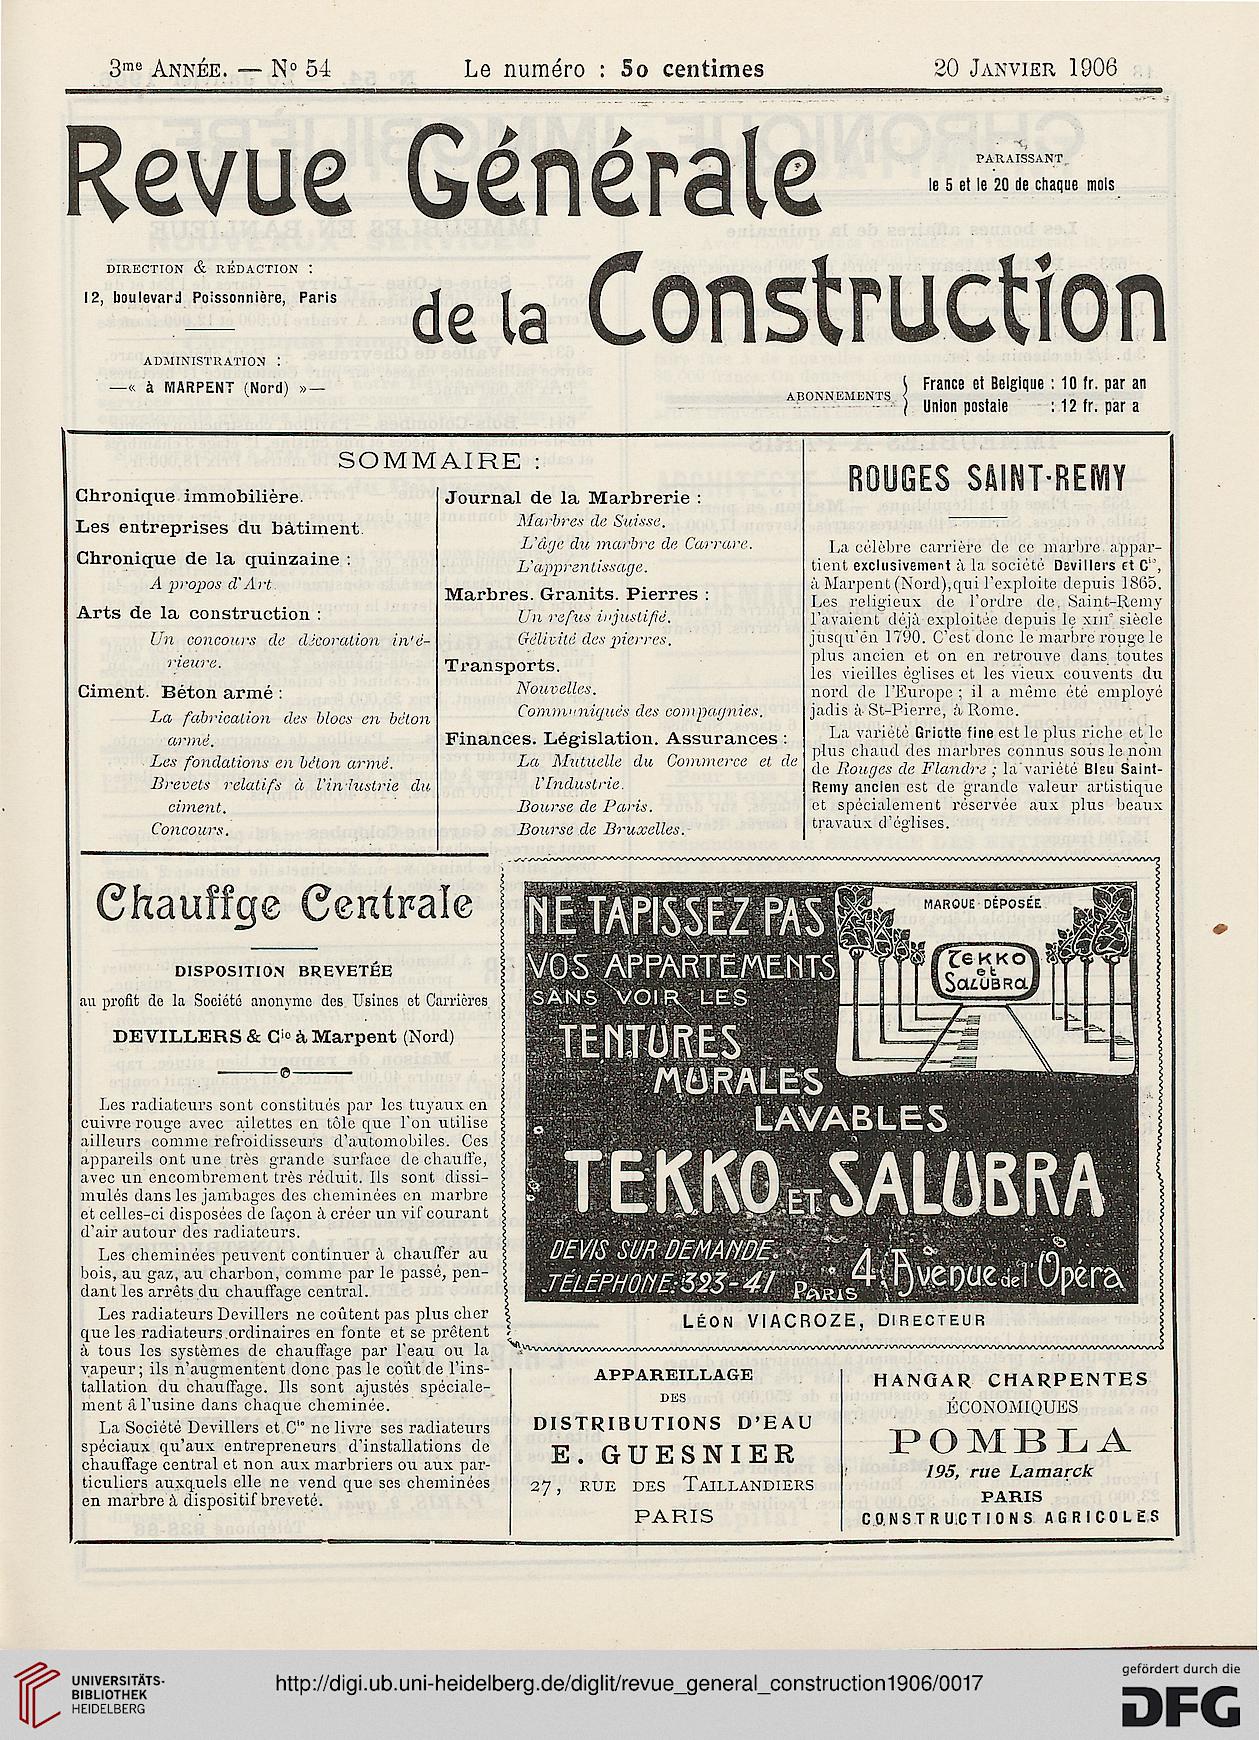 3me ANNÉE. — No 54
Le numéro : 5o centimes
20 JANVIER 1906
Revue Générale
de la Construction
PARAISSANT
le 5 et le 20 de chaque mois
DIRECTION & RÉDACTION :
12, boulevard Poissonnière, Paris
ADMINISTRATION :
—« à MARPENT (Nord) »—
ABONNEMENTS
France et Belgique : 10 fr. par an
Union postale : 12 fr. par a
SOMMAIRE :
Chronique immobilière.
Les entreprises du bâtiment.
Chronique de la quinzaine :
A propos d'Art
Arts de la construction :
Un concours de décoration inté-
rieure.
Ciment. Béton armé :
La fabrication des blocs en béton
armé.
Les fondations en béton armé.
Brevets relatifs à l'industrie du
ciment.
Concours.
Journal de la Marbrerie :
Marbres de Suisse.
L'âge du marbre de Carrare.
L'apprentissage.
Marbres. Granits. Pierres :
Un refus injustifié.
Gélivité des pierres.
Transports.
Nouvelles.
Communiqués des compagnies.
Finances. Législation. Assurances :
La Mutuelle du Commerce et de
l'Industrie.
Bourse de Paris.
Bourse de Bruxelles.
ROUGES SAINT-REMY
La célèbre carrière de ce marbre appar-
tient exclusivement à la société Devillers et Cie,
à Marpent (Nord), qui l'exploite depuis 1865.
Les religieux de l'ordre de Saint-Remy
l'avaient déjà exploitée depuis le XIIIe siècle
jusqu'en 1790. C'est donc le marbre rouge le
plus ancien et on en retrouve dans toutes
les vieilles églises et les vieux couvents du
nord de l'Europe ; il a même été employé
jadis à St-Pierre, à Rome.
La variété Griotte fine est le plus riche et le
plus chaud des marbres connus sous le nom
de Rouges de Flandre ; la variété Bleu Saint-
Remy ancien est de grande valeur artistique
et spécialement réservée aux plus beaux
travaux d'églises.
Chauffge Centrale
DISPOSITION BREVETÉE
au profit de la Société anonyme des Usines et Carrières
DEVILLERS & Cie à Marpent (Nord)
Les radiateurs sont constitués par les tuyaux en
cuivre rouge avec ailettes en tôle que l'on utilise
ailleurs comme refroidisseurs d'automobiles. Ces
appareils ont une très grande surface de chauffe,
avec un encombrement très réduit. Ils sont dissi-
mulés dans les jambages des cheminées en marbre
et celles-ci disposées de façon à créer un vif courant
d'air autour des radiateurs.
Les cheminées peuvent continuer à chauffer au
bois, au gaz, au charbon, comme par le passé, pen-
dant les arrêts du chauffage central.
Les radiateurs Devillers ne coûtent pas plus cher
que les radiateurs ordinaires en fonte et se prêtent
à tous les systèmes de chauffage par l'eau ou la
vapeur ; ils n'augmentent donc pas le coût de l'ins-
tallation du chauffage. Ils sont ajustés spéciale-
ment à l'usine dans chaque cheminée.
La Société Devillers et Cie ne livre ses radiateurs
spéciaux qu'aux entrepreneurs d'installations de
chauffage central et non aux marbriers ou aux par-
ticuliers auxquels elle ne vend que ses cheminées
en marbre à dispositif breveté.
NE TAPISSEZ PAS
VOS APPARTEMENTS
SANS VOIR LES
TENTURES
MURALES
LAVABLES
MARQUE DÉPOSÉE
TEKKO
et
SALUBRA
TEKKO ET SALUBRA
DEVIS SUR DEMANDE.
TÉLÉPHONE: 323-41
PARIS
4, Avenue de l'Opéra
LÉON VIACROZE, DIRECTEUR
APPAREILLAGE
DES
DISTRIBUTIONS D'EAU
E. GUESNIER
27, RUE DES TAILLANDIERS
PARIS
HANGAR CHARPENTES
ÉCONOMIQUES
POMBLA
195, rue Lamarck
PARIS
CONSTRUCTIONS AGRICOLES
UNIVERSITÄTS-
BIBLIOTHEK
HEIDELBERG
http://digi.ub.uni-heidelberg.de/diglit/revue_general_construction1906/0017
gefördert durch die
DFG